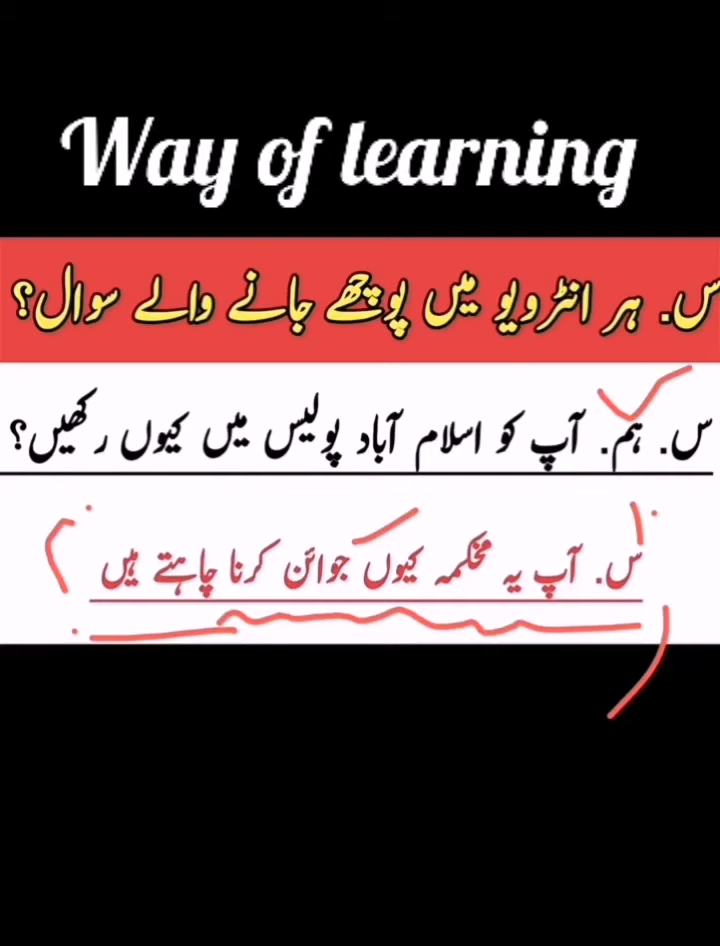 Way of learning
س. ہر انٹرویو میں پوچھے جانے والے سوال؟
س. ہم. آپ کو اسلام آباد پولیس میں کیوں رکھیں؟
س. آپ یہ محکمہ کیوں جوائن کرنا چاہتے ہیں